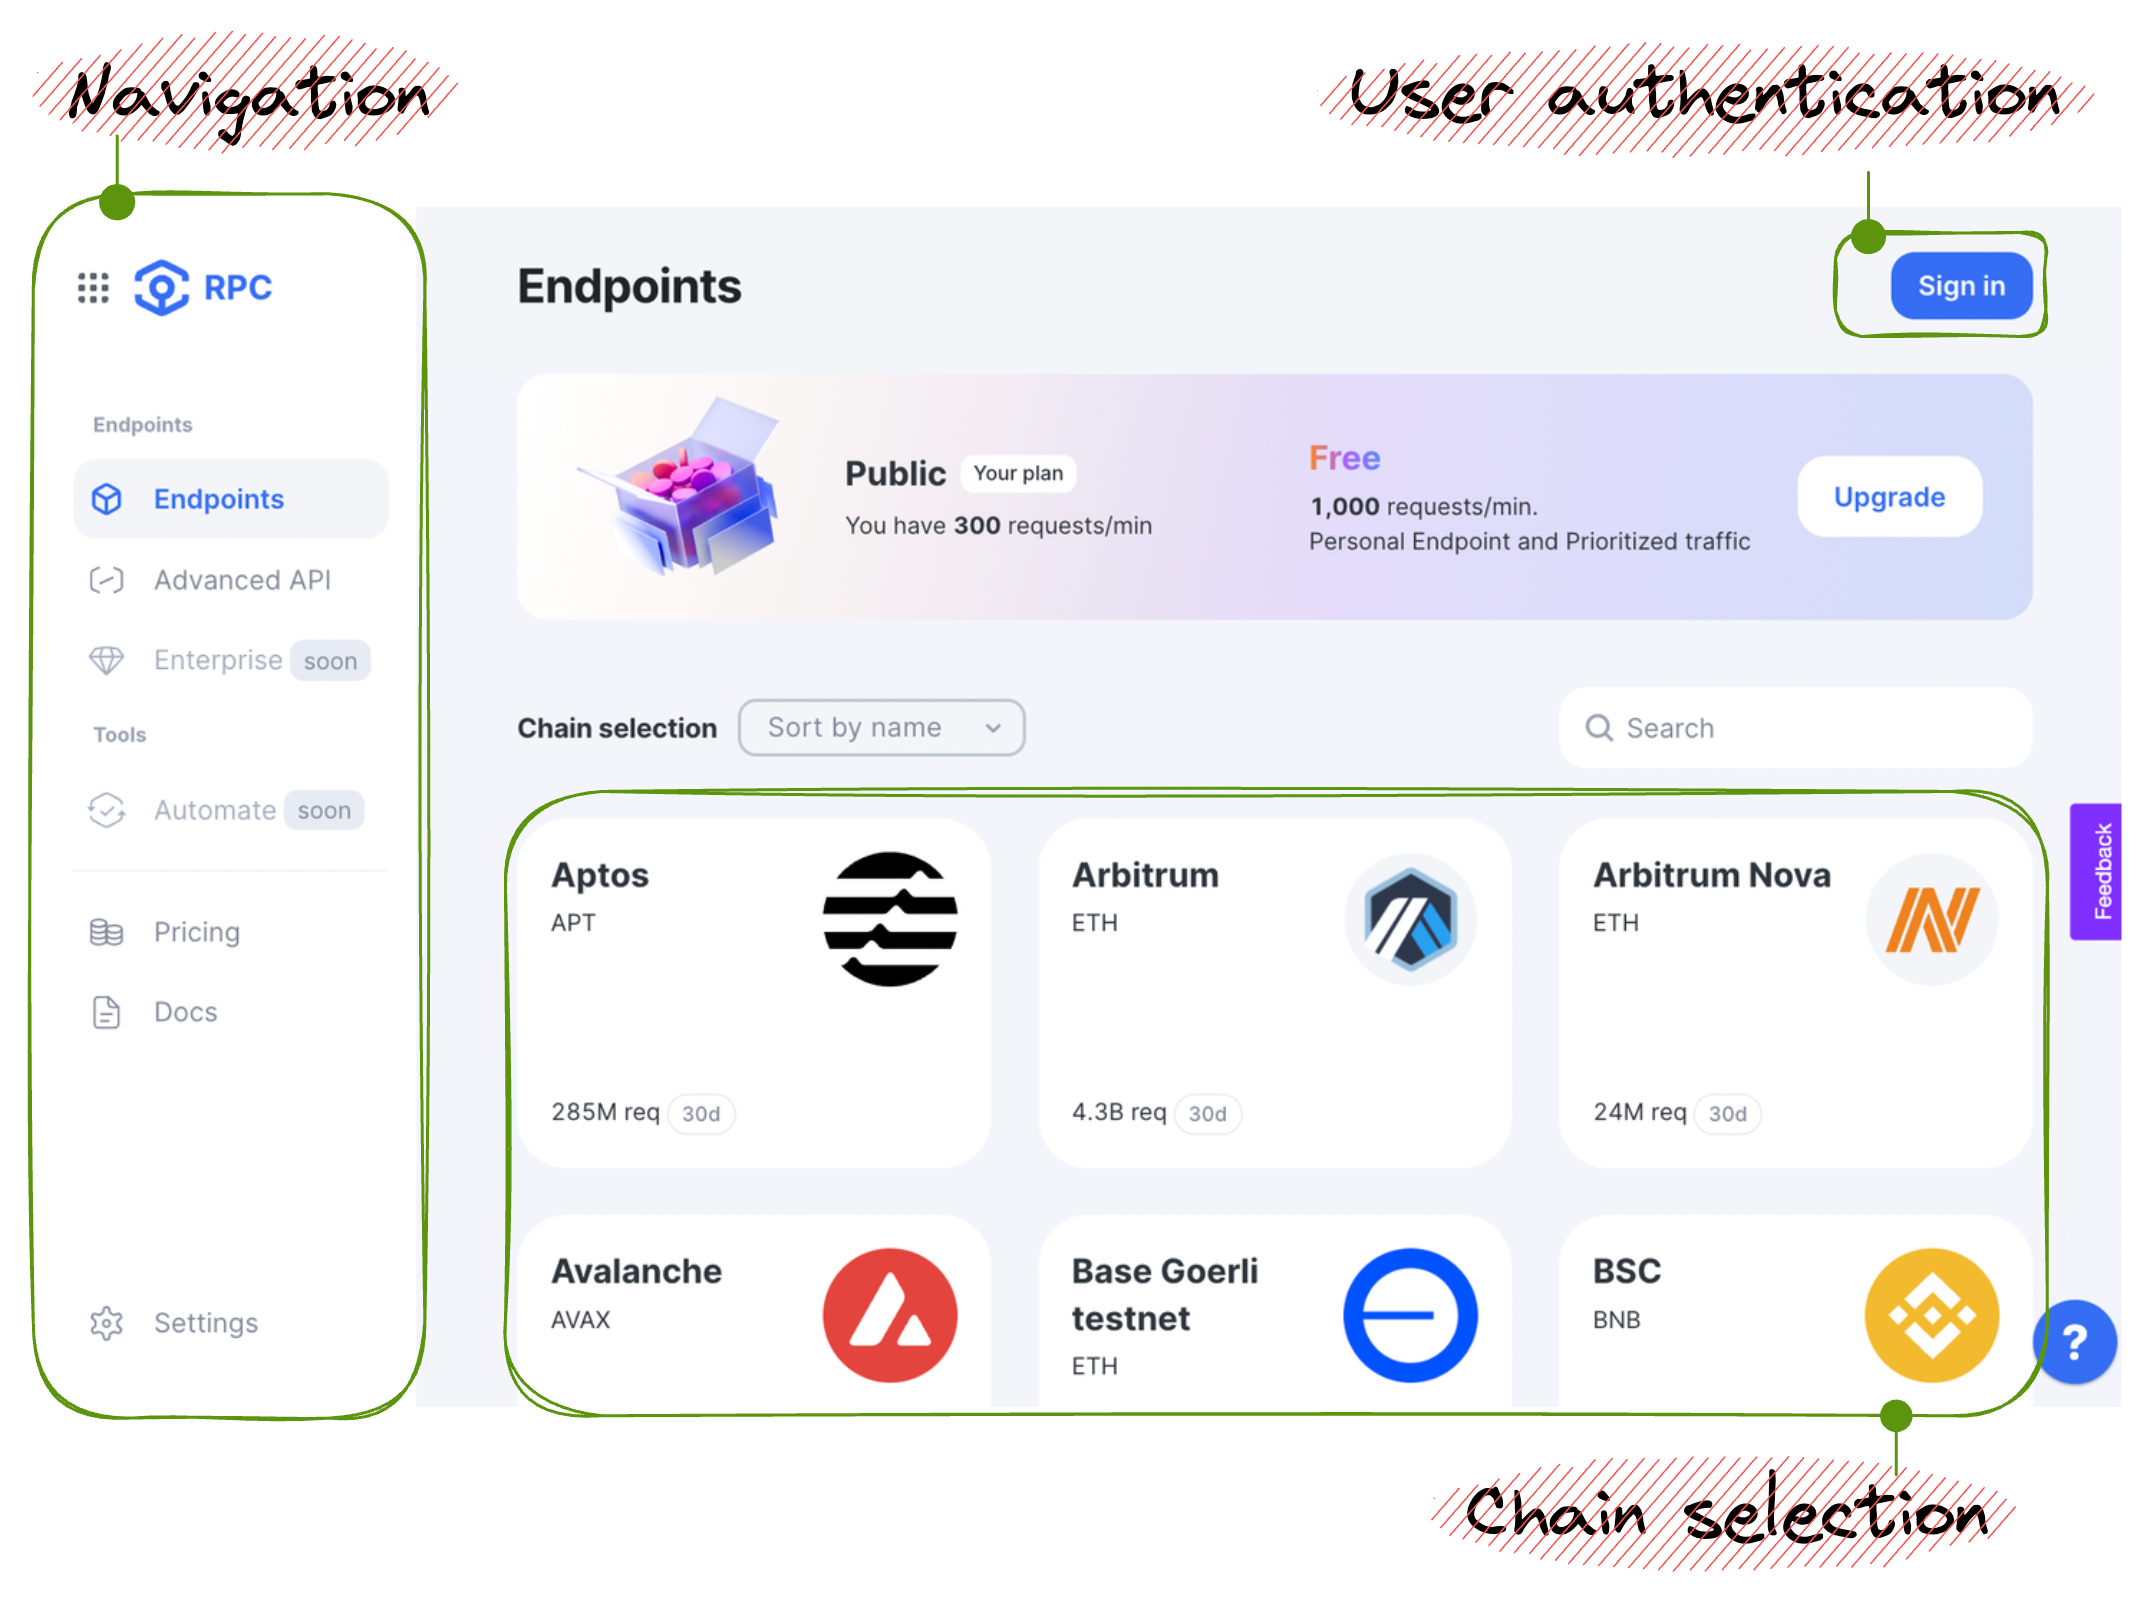 Navigation
User authentication
RPC
Endpoints
Endpoints
Advanced API
Enterprise soon
Tools
Automate soon
Pricing
Docs
Settings
Endpoints
Sign in
Public Your plan
You have 300 requests/min
Free
1,000 requests/min.
Personal Endpoint and Prioritized traffic
Upgrade
Chain selection
Sort by name
Search
Aptos
APT
285M req 30d
Arbitrum
ETH
4.3B req 30d
Arbitrum Nova
ETH
24M req 30d
Avalanche
AVAX
Base Goerli
testnet
ETH
BSC
BNB
Feedback
?
Chain selection